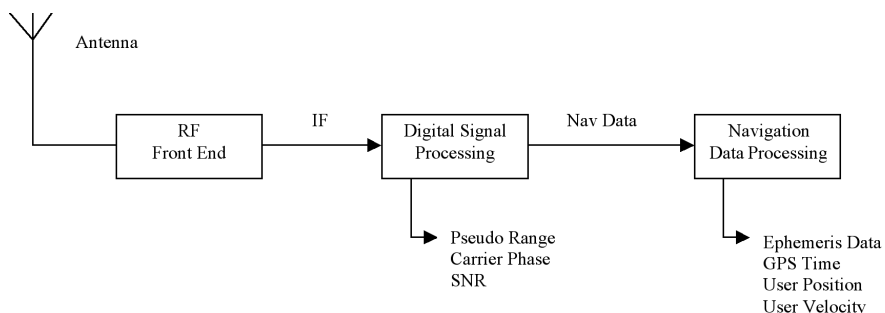 Antenna
RF
Front End
IF
Digital Signal
Processing
Nav Data
Navigation
Data Processing
Pseudo Range
Carrier Phase
SNR
Ephemeris Data
GPS Time
User Position
User Velocity